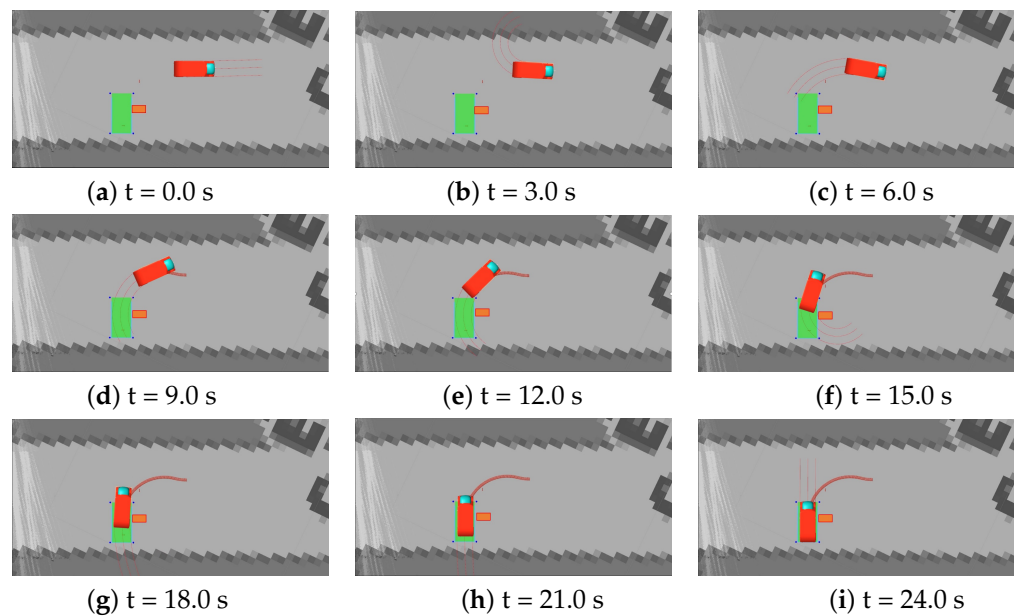 (a) t = 0.0 s
(b) t = 3.0 s
(c) t = 6.0 s
(d) t = 9.0 s
(e) t = 12.0 s
(f) t = 15.0 s
(g) t = 18.0 s
(h) t = 21.0 s
(i) t = 24.0 s